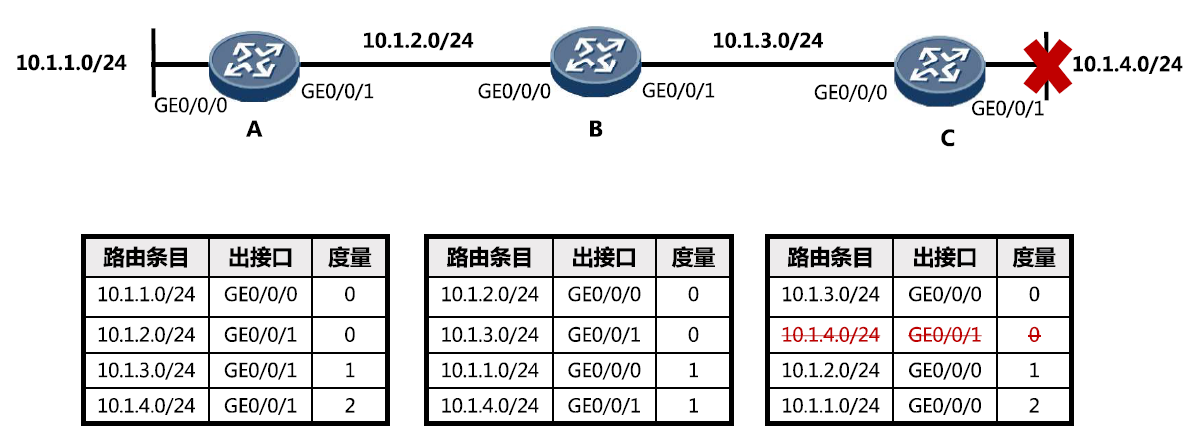 10.1.1.0/24
10.1.2.0/24
10.1.3.0/24
10.1.4.0/24
GE0/0/0
GE0/0/1
GE0/0/0
GE0/0/1
GE0/0/0
GE0/0/1
A
B
C
路由条目 出接口 度量
10.1.1.0/24 GE0/0/0 0
10.1.2.0/24 GE0/0/1 0
10.1.3.0/24 GE0/0/1 1
10.1.4.0/24 GE0/0/1 2
路由条目 出接口 度量
10.1.2.0/24 GE0/0/0 0
10.1.3.0/24 GE0/0/1 0
10.1.1.0/24 GE0/0/0 1
10.1.4.0/24 GE0/0/1 1
路由条目 出接口 度量
10.1.3.0/24 GE0/0/0 0
10.1.4.0/24 GE0/0/1 0
10.1.2.0/24 GE0/0/0 1
10.1.1.0/24 GE0/0/0 2